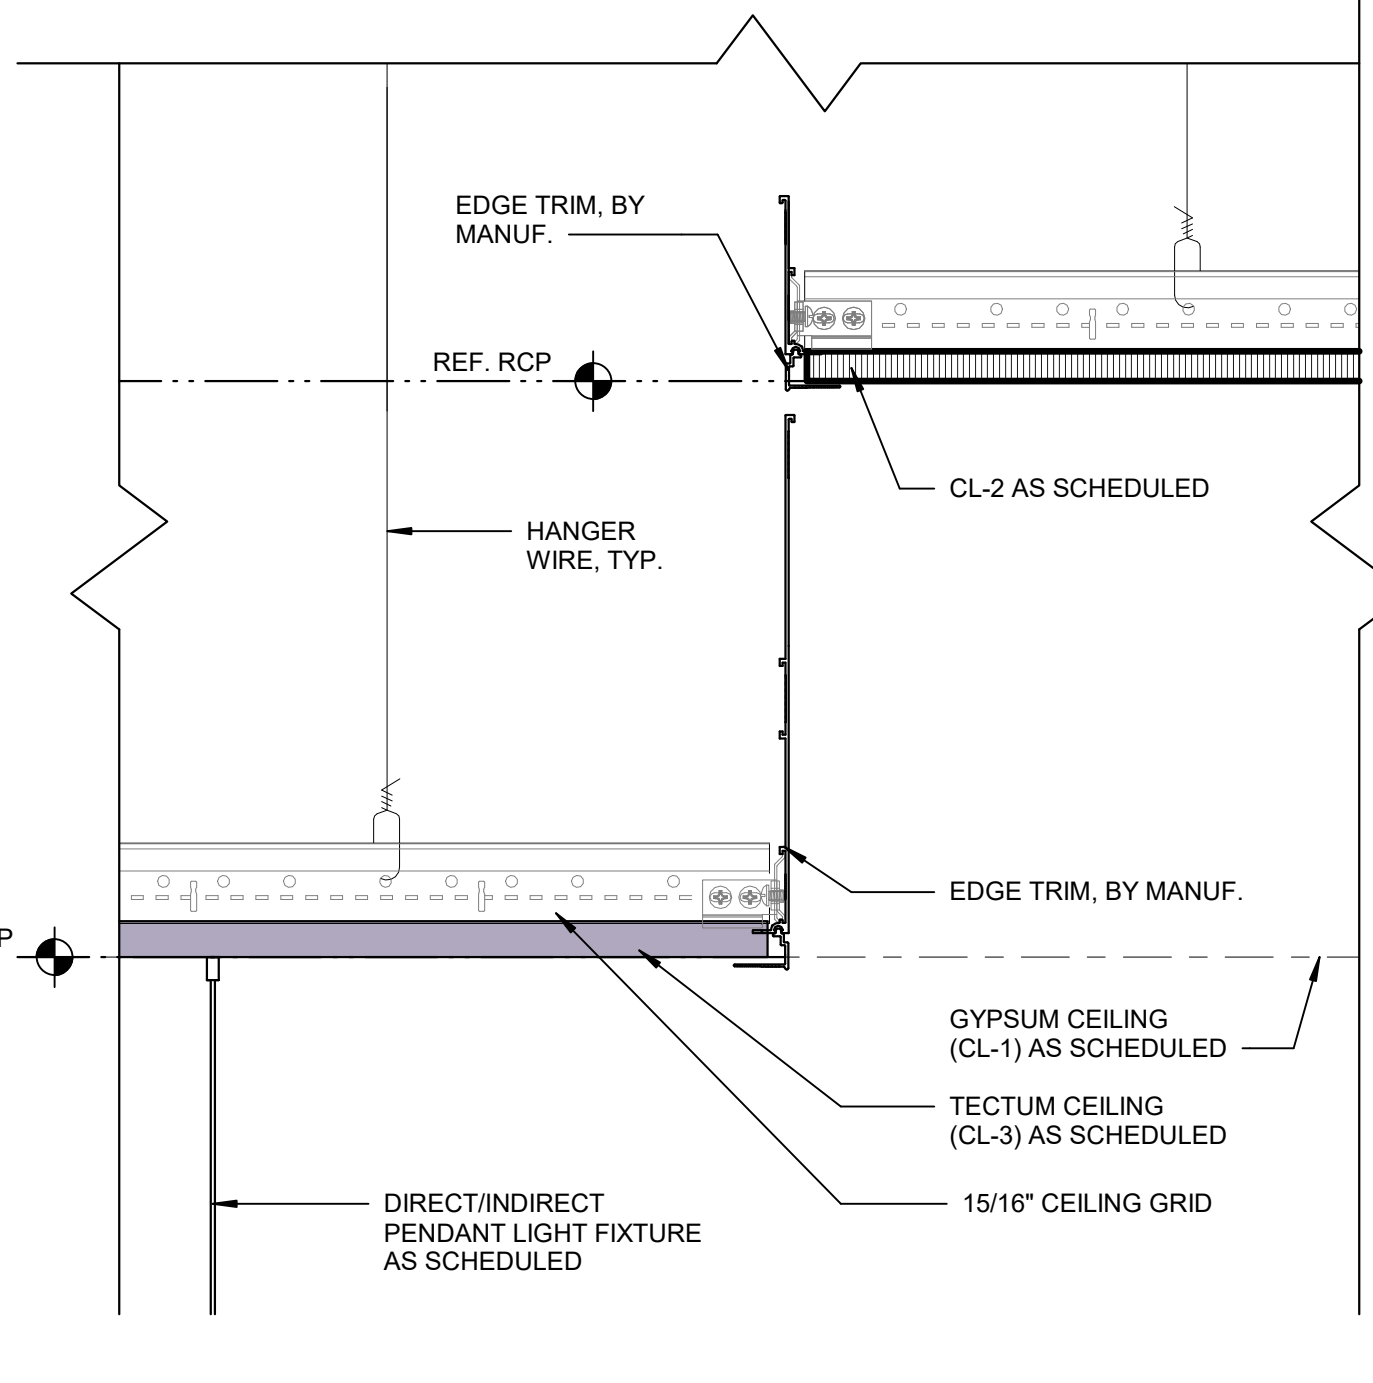 EDGE TRIM, BY
MANUF.
REF. RCP
CL-2 AS SCHEDULED
HANGER
WIRE, TYP.
EDGE TRIM, BY MANUF.
P
GYPSUM CEILING
(CL-1) AS SCHEDULED
TECTUM CEILING
(CL-3) AS SCHEDULED
15/16" CEILING GRID
DIRECT/INDIRECT
PENDANT LIGHT FIXTURE
AS SCHEDULED